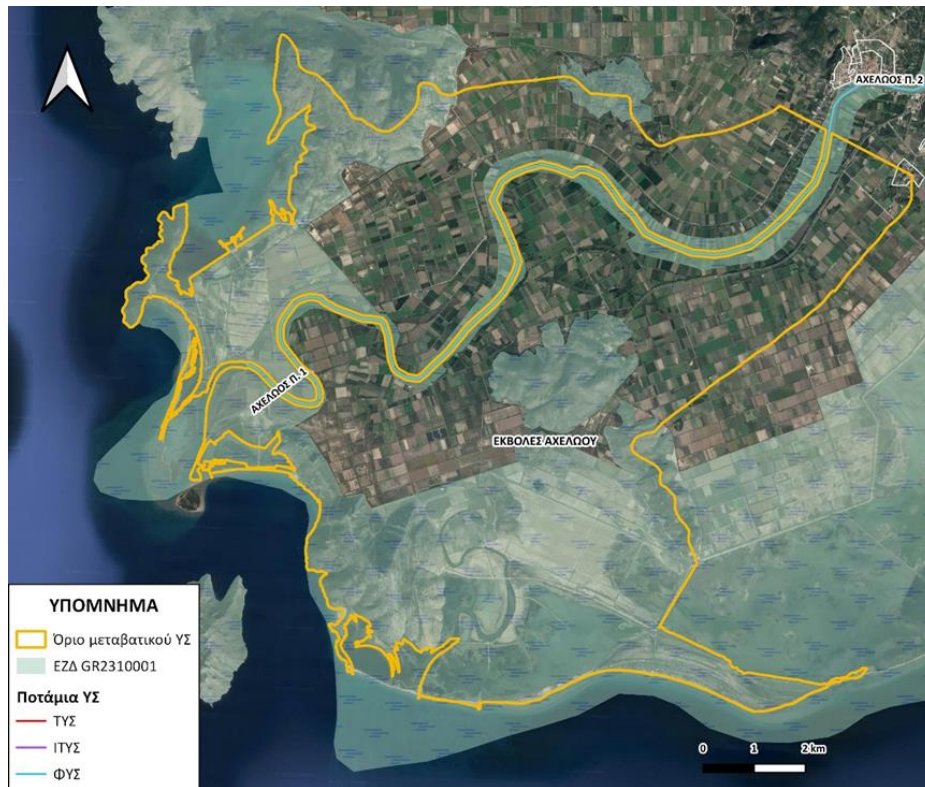 ΑΧΕΛΩΟΣ Π. 2
ΑΧΕΛΩΟΣ Π. 1
ΕΚΒΟΛΕΣ ΑΧΕΛΩΟΥ
ΥΠΟΜΝΗΜΑ
Όριο μεταβατικού ΥΣ
ΕΖΔ GR2310001
Ποτάμια ΥΣ
ΤΥΣ
ΙΤΥΣ
ΦΥΣ
0 1 2 km